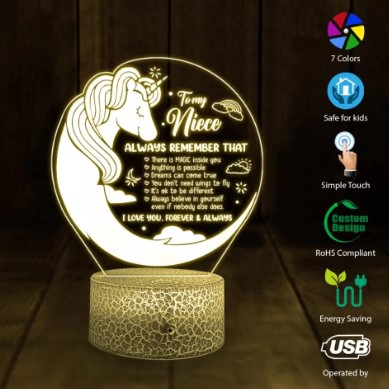 To my
Niece
ALWAYS REMEMBER THAT
There is MAGIC inside you
Anything is possible
Dreams can come true
You don't need wings to fly
It's ok to be different
Always believe in yourself
even if nobody else does.
I LOVE YOU, FOREVER & ALWAYS
7 Colors
Safe for kids
Simple Touch
Custom
Design
RoHS Compliant
Energy Saving
USB
Operated by